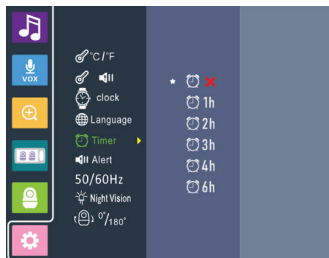 VOX
°C/°F
clock
Language
Timer
Alert
50/60Hz
Night Vision
0°/180°
1h
2h
3h
4h
6h